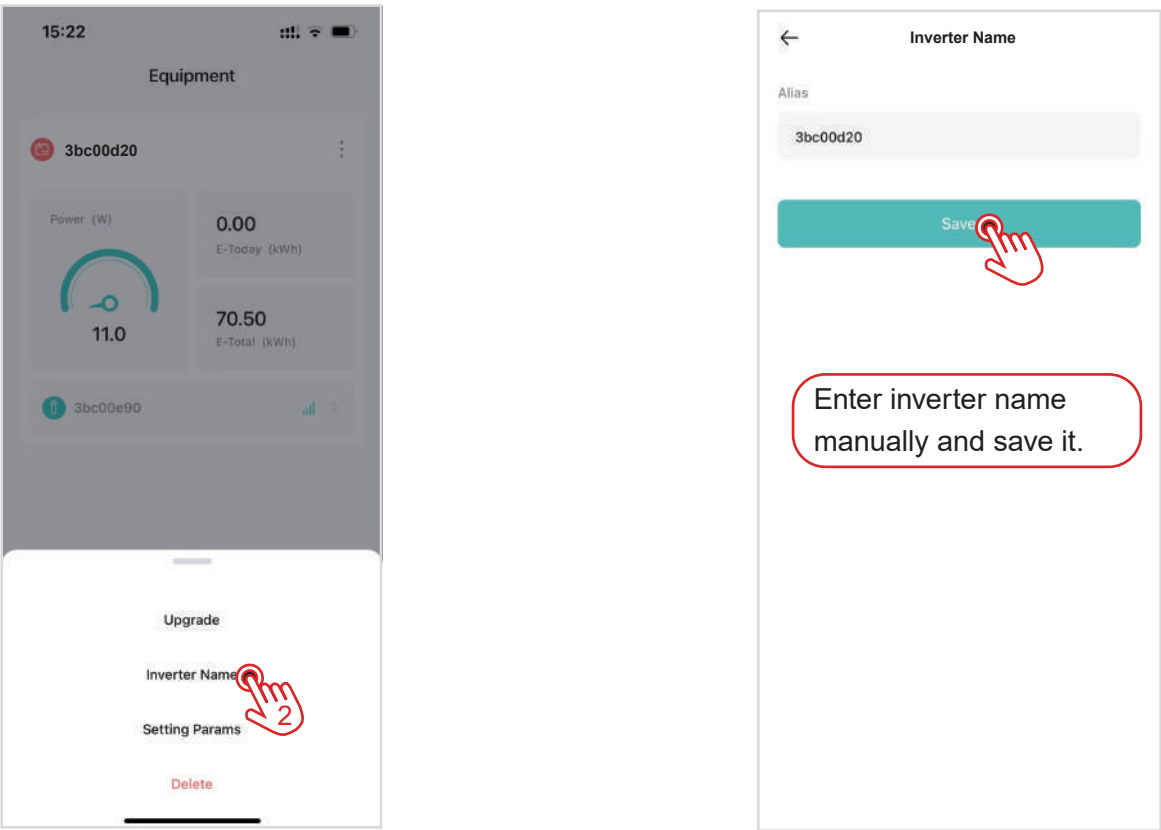 15:22
Equipment
3bc00d20
Power (W)
11.0
0.00
E-Today (kWh)
70.50
E-Total (kWh)
3bc00e90
Upgrade
Inverter Name
2
Setting Params
Delete
Inverter Name
Alias
3bc00d20
Save
Enter inverter name
manually and save it.